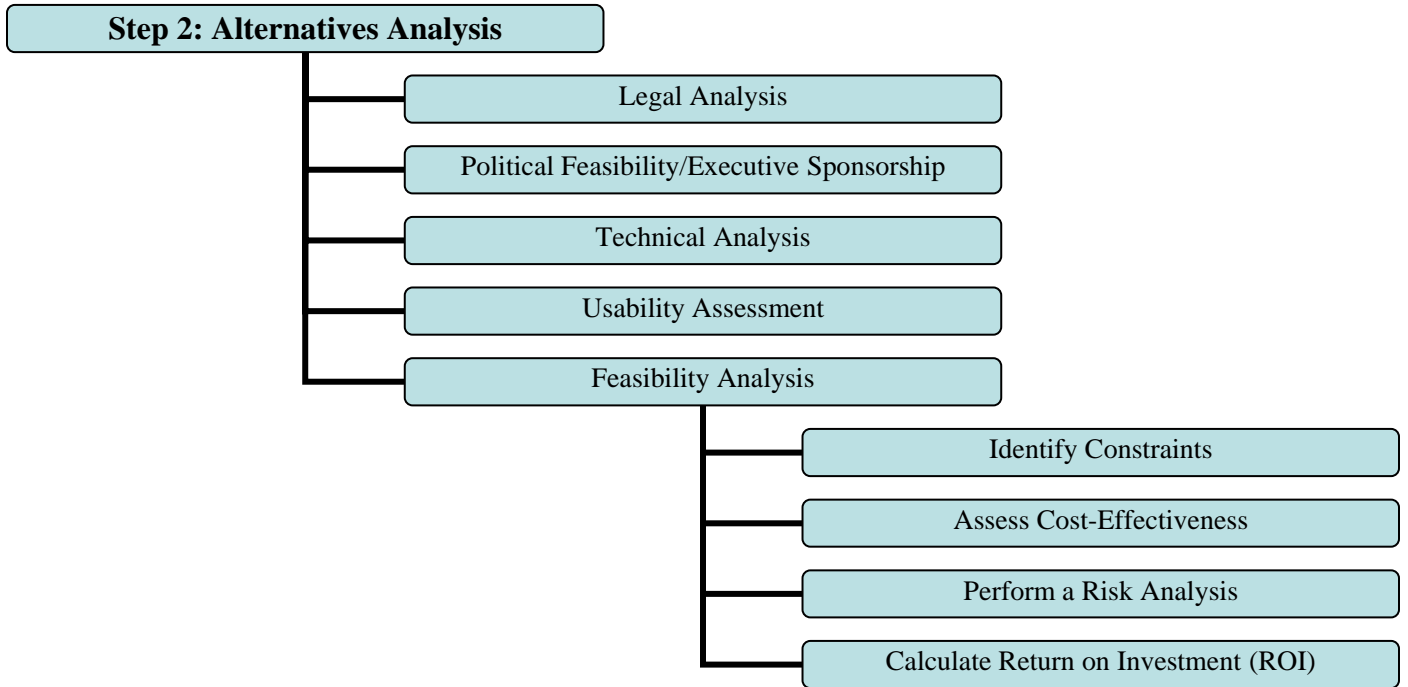 Step 2: Alternatives Analysis
Legal Analysis
Political Feasibility/Executive Sponsorship
Technical Analysis
Usability Assessment
Feasibility Analysis
Identify Constraints
Assess Cost-Effectiveness
Perform a Risk Analysis
Calculate Return on Investment (ROI)